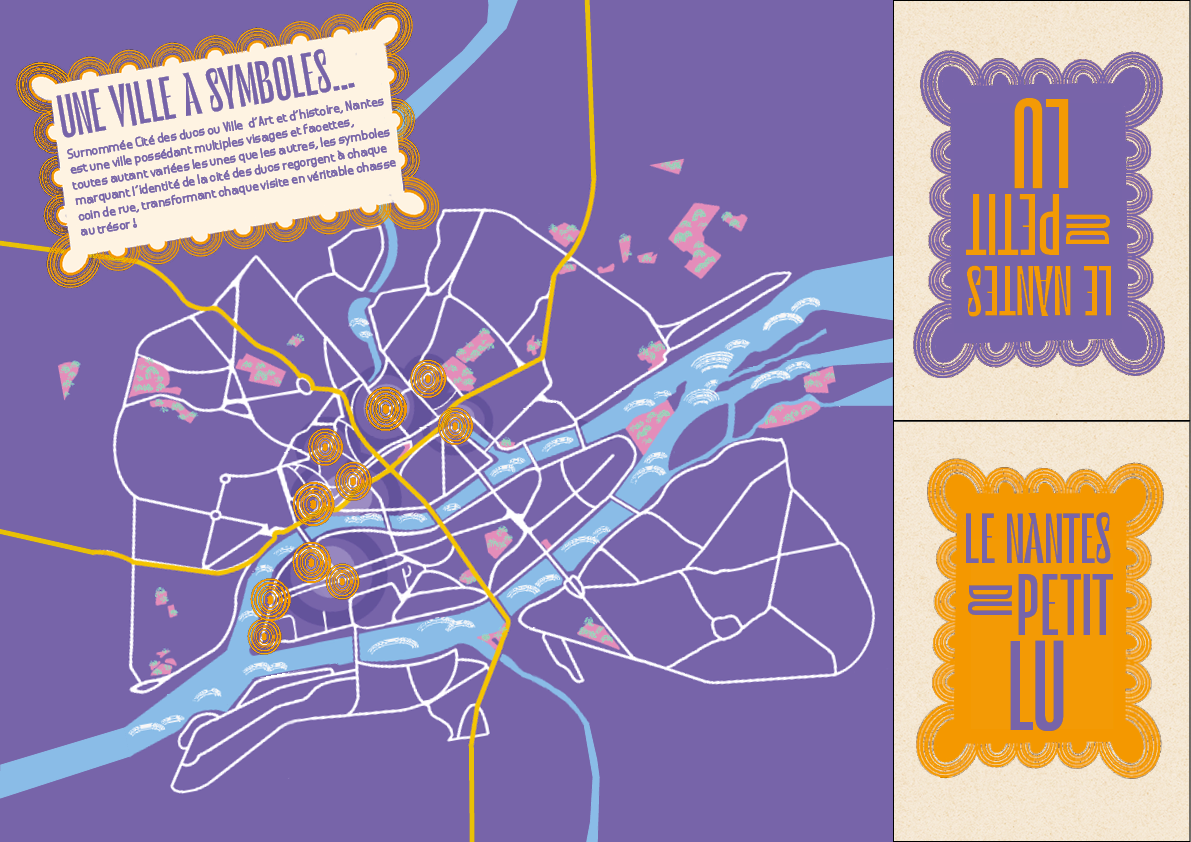 UNE VILLE A SYMBOLES...
Surnommée Cité des ducs ou Ville d'Art et d'histoire, Nantes
est une ville possédant multiples visages et facettes,
toutes autant variées les unes que les autres, les symboles
marquant l'identité de la cité des ducs regorgent à chaque
coin de rue, transformant chaque visite en véritable chasse
au trésor !
LE NANTES
DU PETIT
LU
LE NANTES
DU PETIT
LU